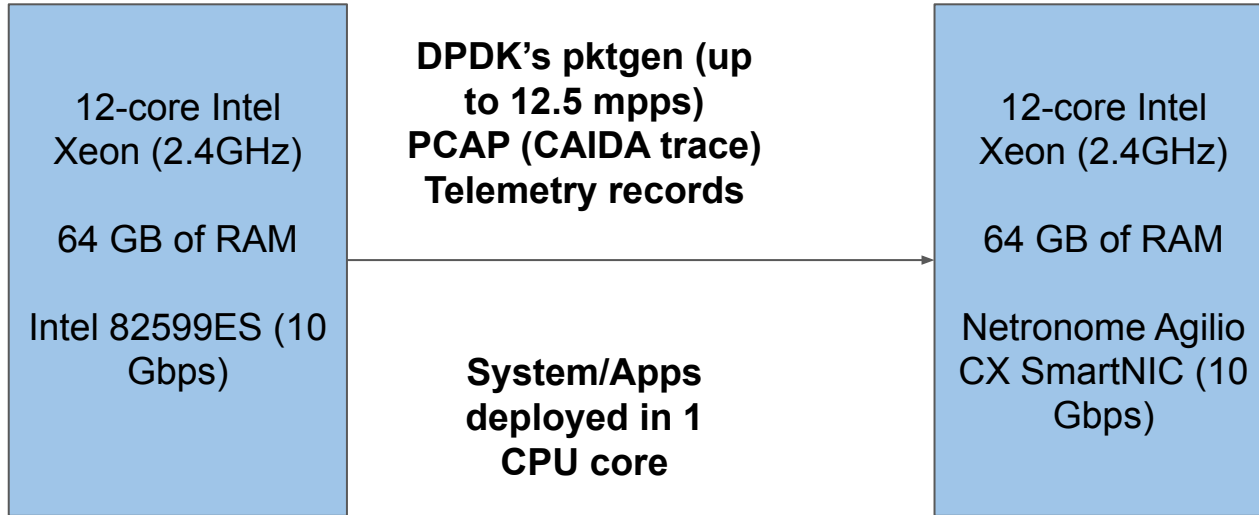 12-core Intel
Xeon (2.4GHz)
64 GB of RAM
Intel 82599ES (10
Gbps)
DPDK’s pktgen (up
to 12.5 mpps)
PCAP (CAIDA trace)
Telemetry records
System/Apps
deployed in 1
CPU core
12-core Intel
Xeon (2.4GHz)
64 GB of RAM
Netronome Agilio
CX SmartNIC (10
Gbps)